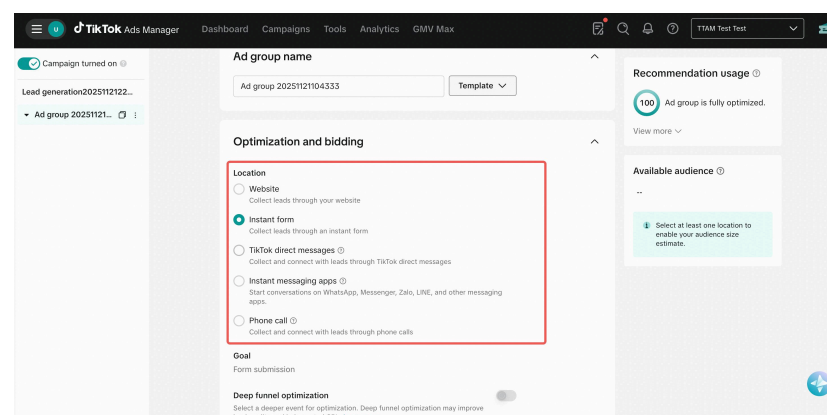 U TikTok Ads Manager Dashboard Campaigns Tools Analytics GMV Max TTAM Test Test
Campaign turned on
Lead generation2025112122...
Ad group 20251121...
Ad group name
Ad group 20251121104333 Template
Optimization and bidding
Location
Website
Collect leads through your website
Instant form
Collect leads through an instant form
TikTok direct messages
Collect and connect with leads through TikTok direct messages
Instant messaging apps
Start conversations on WhatsApp, Messenger, Zalo, LINE, and other messaging
apps.
Phone call
Collect and connect with leads through phone calls
Goal
Form submission
Deep funnel optimization
Select a deeper event for optimization. Deep funnel optimization may improve
Recommendation usage
100 Ad group is fully optimized.
View more
Available audience
--
Select at least one location to
enable your audience size
estimate.